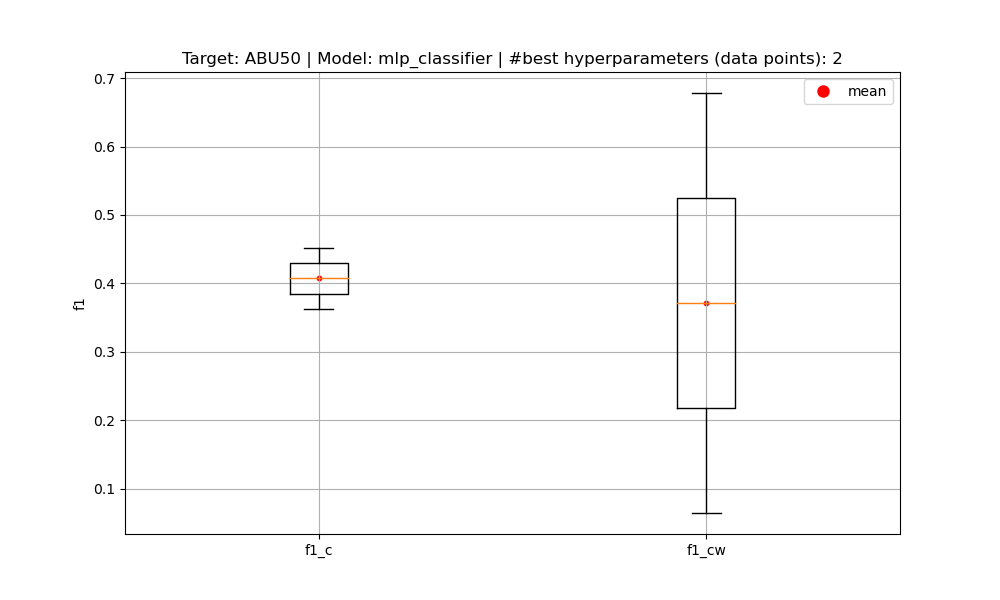 Target: ABU50 | Model: mlp_classifier | #best hyperparameters (data points): 2
mean
f1
0.7
0.6
0.5
0.4
0.3
0.2
0.1
f1_c
f1_cw